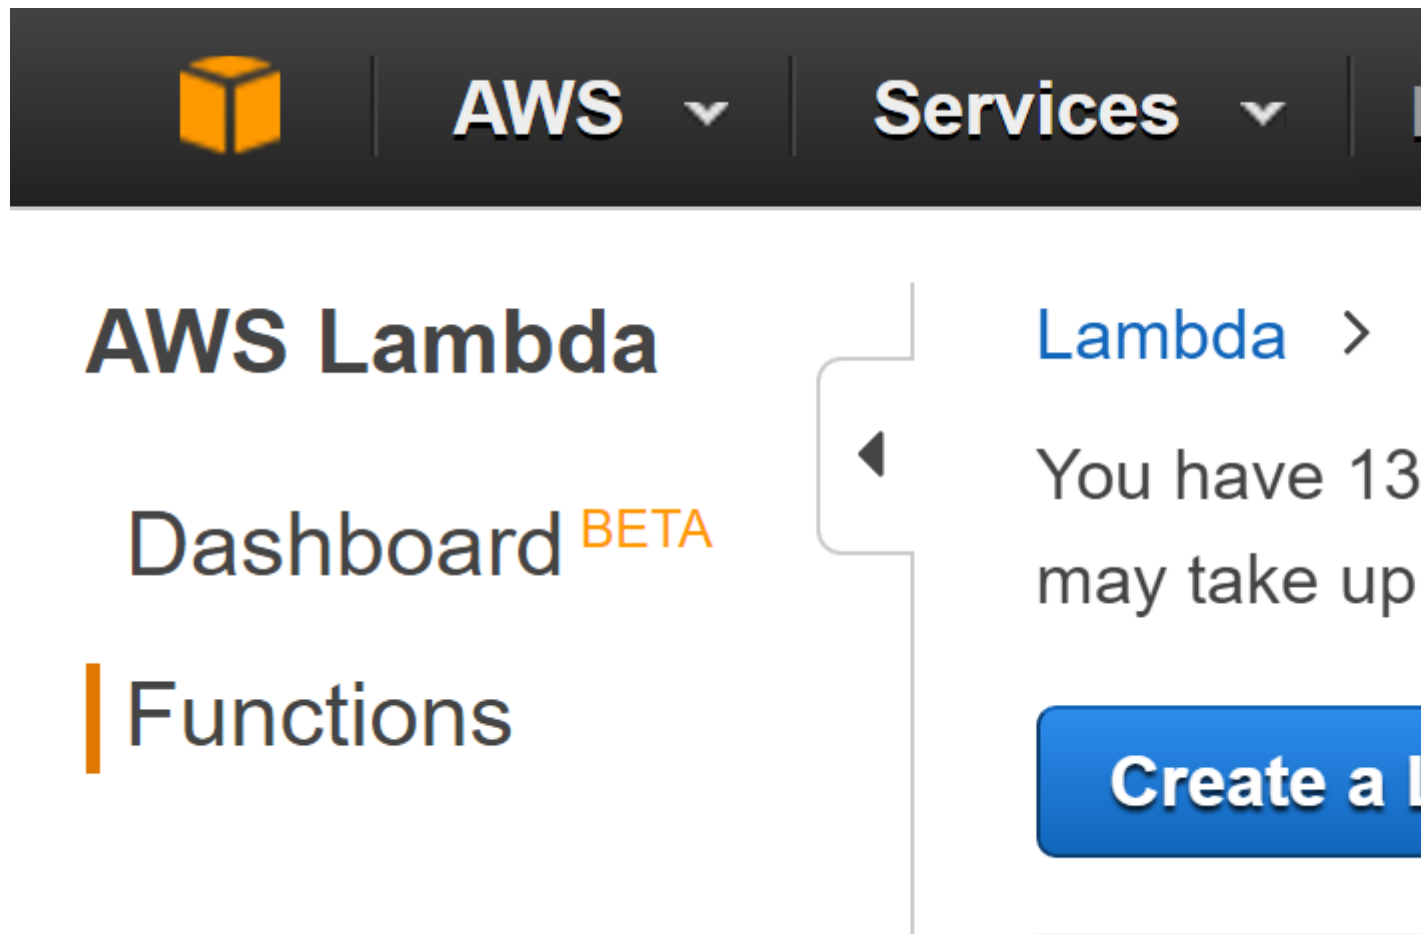 AWS
Services
AWS Lambda
Dashboard BETA
Functions
Lambda >
You have 13
may take up
Create a